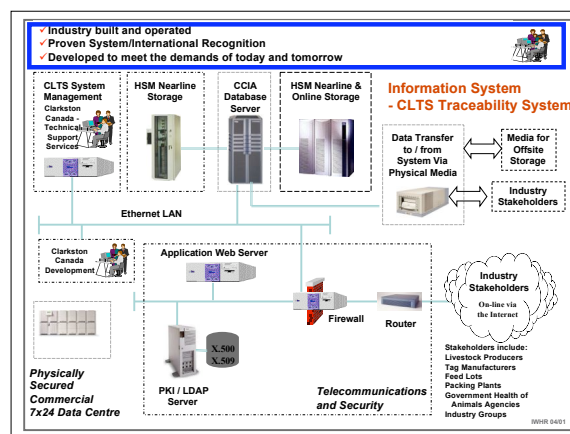 ✓Industry built and operated
✓Proven System/International Recognition
✓Developed to meet the demands of today and tomorrow
CLTS System
Management
Clarkston
Canada -
Technical
Support
Services
HSM Nearline
Storage
CCIA
Database
Server
HSM Nearline &
Online Storage
Information System
- CLTS Traceability System
Data Transfer
to / from
System Via
Physical Media
Media for
Offsite
Storage
Industry
Stakeholders
Ethernet LAN
Clarkston
Canada
Development
Application Web Server
Firewall
Router
Industry
Stakeholders
On-line via
the Internet
X.500
X.509
PKI / LDAP
Server
Physically
Secured
Commercial
7x24 Data Centre
Telecommunications
and Security
Stakeholders include:
Livestock Producers
Tag Manufacturers
Feed Lots
Packing Plants
Government Health of
Animals Agencies
Industry Groups
IWHR 04/01